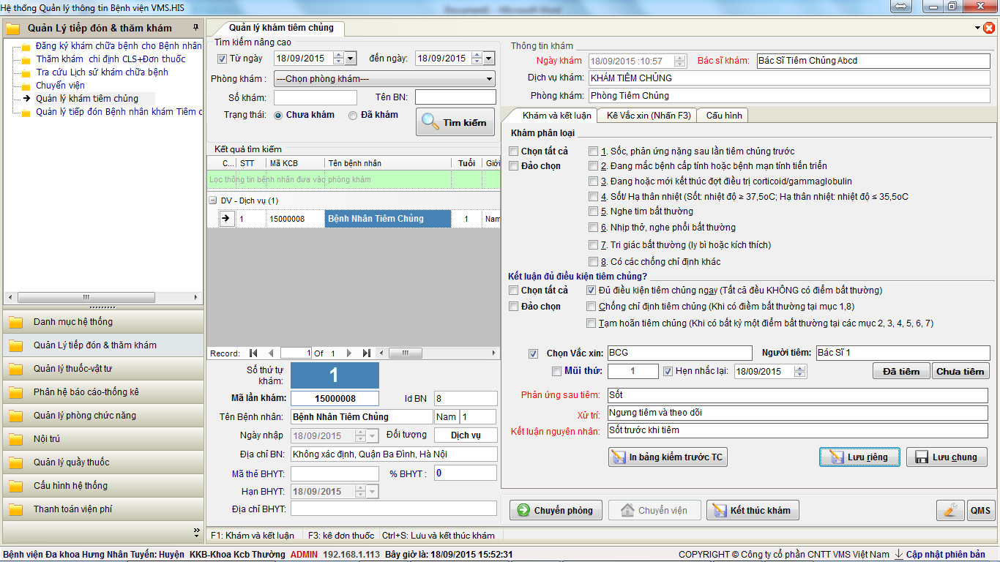 Hệ thống Quản lý thông tin Bệnh viện VMS.HIS
Quản Lý tiếp đón & thăm khám
Đăng ký khám chữa bệnh cho Bệnh nhân
Thăm khám chỉ định CLS+Đơn thuốc
Tra cứu Lịch sử khám chữa bệnh
Chuyển viện
Quản lý khám tiêm chủng
Quản lý tiếp đón Bệnh nhân khám Tiêm c
Danh mục hệ thống
Quản Lý tiếp đón & thăm khám
Quản lý thuốc-vật tư
Phân hệ báo cáo-thống kê
Quản lý phòng chức năng
Nội trú
Quản lý quầy thuốc
Cấu hình hệ thống
Thanh toán viện phí
Quản lý khám tiêm chủng
Tìm kiếm nâng cao
Từ ngày 18/09/2015 đến ngày: 18/09/2015
Phòng khám : ---Chọn phòng khám---
Số khám: Tên BN:
Trạng thái: Chưa khám Đã khám Tìm kiếm
Kết quả tìm kiếm
C... STT Mã KCB Tên bệnh nhân Tuổi Giới
Lọc thông tin bệnh nhân đưa vào phòng khám
DV - Dịch vụ (1)
1 15000008 Bệnh Nhân Tiêm Chủng 1 Nam
Record: 1 Of 1
Số thứ tự khám: 1
Mã lần khám: 15000008 Id BN 8
Tên Bệnh nhân: Bệnh Nhân Tiêm Chủng Nam 1
Ngày nhập 18/09/2015 Đối tượng Dịch vụ
Địa chỉ BN: Không xác định, Quận Ba Đình, Hà Nội
Mã thẻ BHYT: % BHYT : 0
Hạn BHYT: 18/09/2015
Địa chỉ BHYT:
Thông tin khám
Ngày khám 18/09/2015 :10:57 Bác sĩ khám: Bác Sĩ Tiêm Chủng Abcd
Dịch vụ khám: KHÁM TIÊM CHỦNG
Phòng khám: Phòng Tiêm Chủng
Khám và kết luận Kê Vắc xin (Nhấn F3) Cấu hình
Khám phân loại
Chọn tất cả
Đảo chọn
1. Sốc, phản ứng nặng sau lần tiêm chủng trước
2. Đang mắc bệnh cấp tính hoặc bệnh mạn tính tiến triển
3. Đang hoặc mới kết thúc đợt điều trị corticoid/gammaglobulin
4. Sốt/ Hạ thân nhiệt (Sốt: nhiệt độ ≥ 37,5oC; Hạ thân nhiệt: nhiệt độ ≤ 35,5oC
5. Nghe tim bất thường
6. Nhịp thở, nghe phổi bất thường
7. Tri giác bất thường (ly bì hoặc kích thích)
8. Có các chống chỉ định khác
Kết luận đủ điều kiện tiêm chủng?
Chọn tất cả Đủ điều kiện tiêm chủng ngay (Tất cả đều KHÔNG có điểm bất thường)
Đảo chọn Chống chỉ định tiêm chủng (Khi có điềm bất thường tại mục 1,8)
Tạm hoãn tiêm chủng (Khi có bất kỳ một điểm bất thường tại các mục 2, 3, 4, 5, 6, 7)
Chọn Vắc xin: BCG Người tiêm: Bác Sĩ 1
Mũi thứ: 1 Hẹn nhắc lại: 18/09/2015 Đã tiêm Chưa tiêm
Phản ứng sau tiêm: Sốt
Xử trí: Ngưng tiêm và theo dõi
Kết luận nguyên nhân: Sốt trước khi tiêm
In bảng kiểm trước TC Lưu riêng Lưu chung
Chuyển phòng Chuyển viện Kết thúc khám QMS
F1: Khám và kết luận F3: kê đơn thuốc Ctrl+S: Lưu và kết thúc khám
Bệnh viện Đa khoa Hưng Nhân Tuyến: Huyện KKB-Khoa Kcb Thường ADMIN 192.168.1.113 Bây giờ là: 18/09/2015 15:52:31 COPYRIGHT © Công ty cổ phần CNTT VMS Việt Nam Cập nhật phiên bản